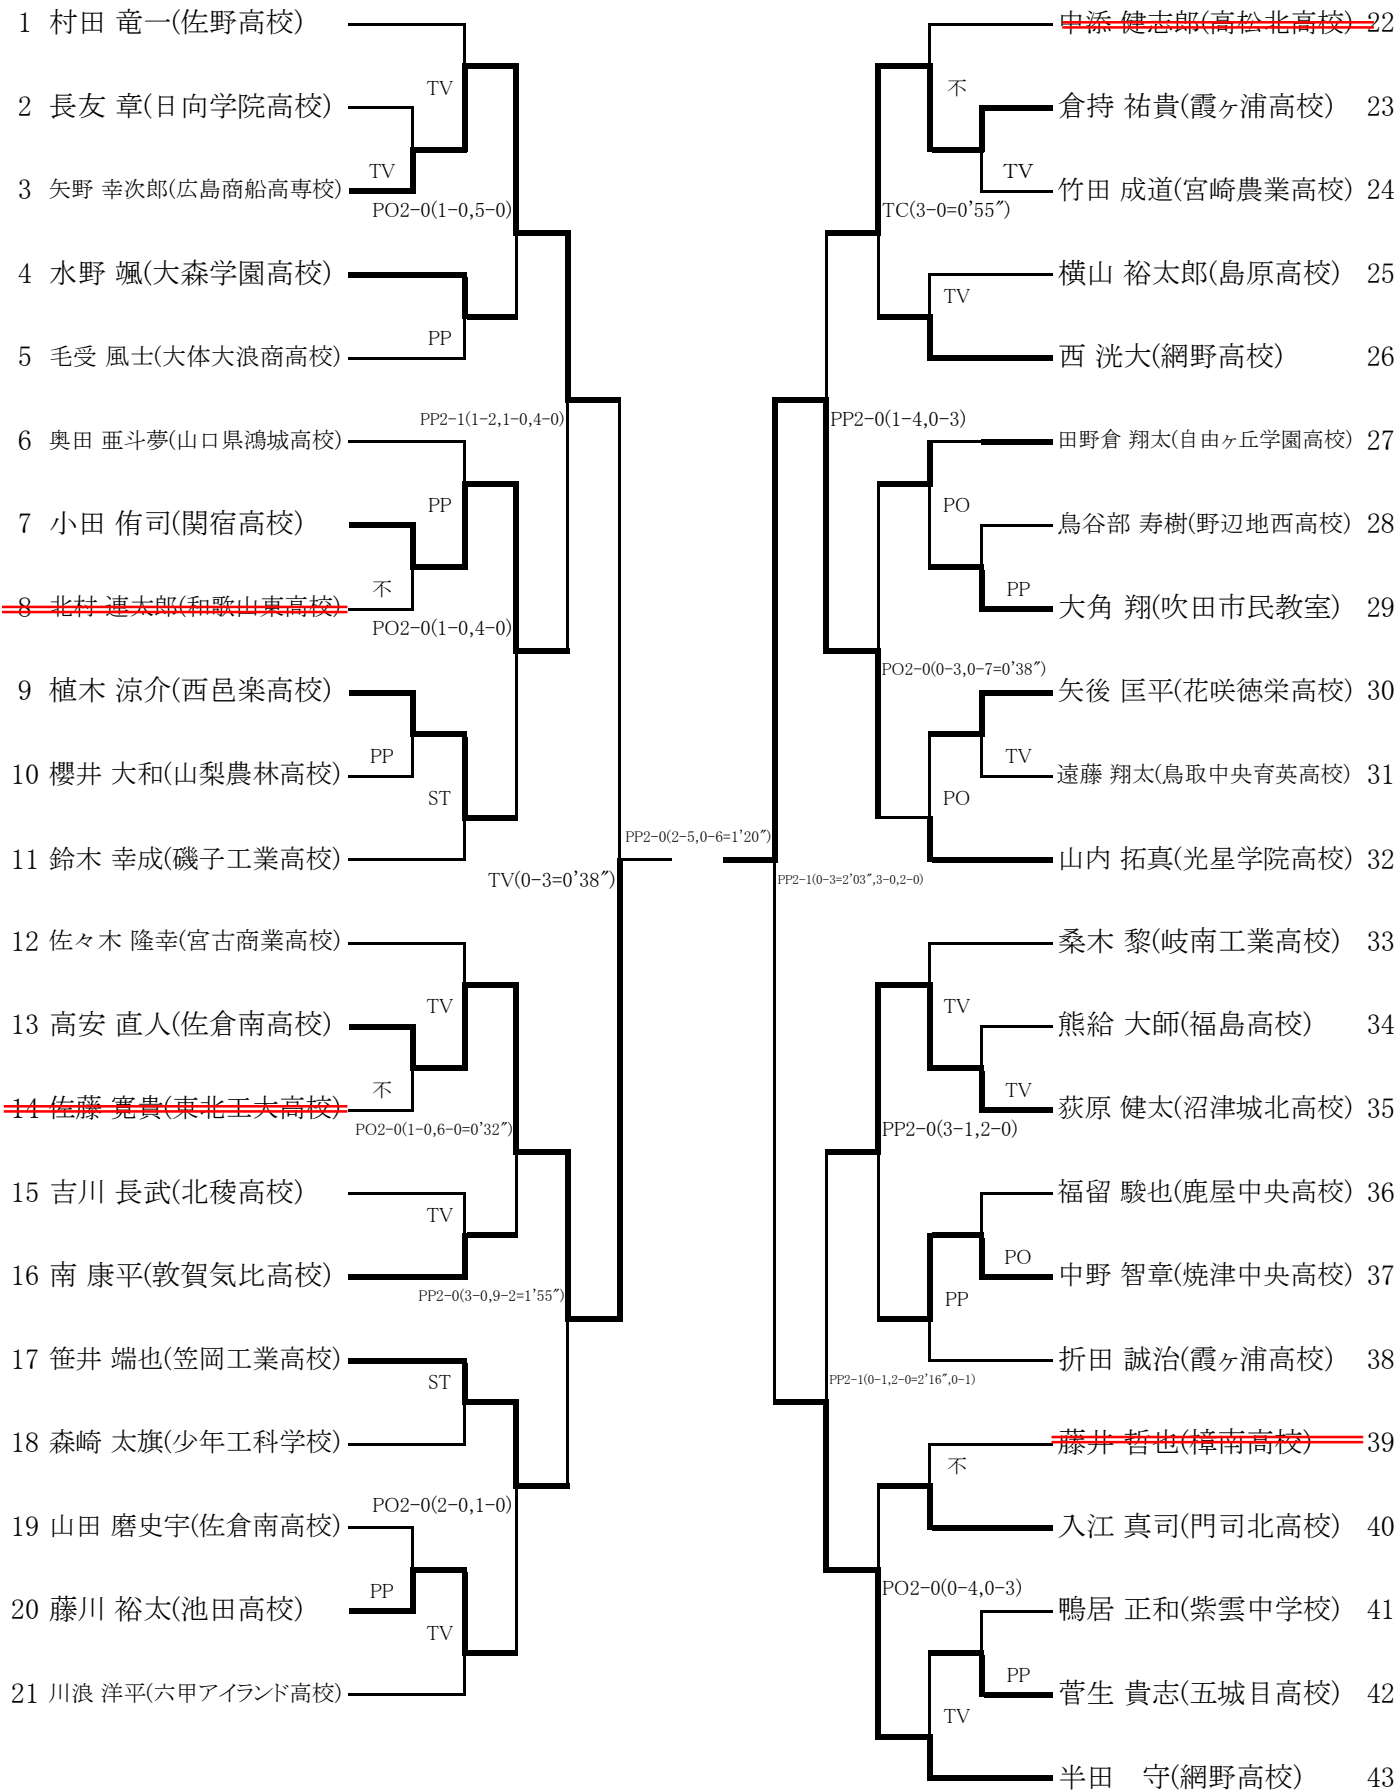 1 村田 竜一(佐野高校)
TV
2 長友 章(日向学院高校)
TV
3 矢野 幸次郎(広島商船高専校)
PO2-0(1-0,5-0)
4 水野 颯(大森学園高校)
PP
5 毛受 風士(大体大浪商高校)
PP2-1(1-2,1-0,4-0)
6 奥田 亜斗夢(山口県鴻城高校)
PP
7 小田 侑司(関宿高校)
不
8 北村 連太郎(和歌山東高校)
PO2-0(1-0,4-0)
9 植木 涼介(西邑楽高校)
PP
10 櫻井 大和(山梨農林高校)
ST
11 鈴木 幸成(磯子工業高校)
TV(0-3=0'38″)
12 佐々木 隆幸(宮古商業高校)
TV
13 高安 直人(佐倉南高校)
不
14 佐藤 寛貴(東北工大高校)
PO2-0(1-0,6-0=0'32″)
15 吉川 長武(北稜高校)
TV
16 南 康平(敦賀気比高校)
PP2-0(3-0,9-2=1'55″)
17 笹井 端也(笠岡工業高校)
ST
18 森崎 太旗(少年工科学校)
PO2-0(2-0,1-0)
19 山田 磨史宇(佐倉南高校)
PP
20 藤川 裕太(池田高校)
TV
21 川浪 洋平(六甲アイランド高校)
PP2-0(2-5,0-6=1'20″)
中添 健志郎(高松北高校) 22
不
倉持 祐貴(霞ヶ浦高校) 23
TV
竹田 成道(宮崎農業高校) 24
TC(3-0=0'55″)
横山 裕太郎(島原高校) 25
TV
西 洸大(網野高校) 26
PP2-0(1-4,0-3)
田野倉 翔太(自由ヶ丘学園高校) 27
PO
鳥谷部 寿樹(野辺地西高校) 28
PP
大角 翔(吹田市民教室) 29
PO2-0(0-3,0-7=0'38″)
矢後 匡平(花咲徳栄高校) 30
TV
遠藤 翔太(鳥取中央育英高校) 31
PO
山内 拓真(光星学院高校) 32
PP2-1(0-3=2'03″,3-0,2-0)
桑木 黎(岐南工業高校) 33
TV
熊給 大師(福島高校) 34
TV
荻原 健太(沼津城北高校) 35
PP2-0(3-1,2-0)
福留 駿也(鹿屋中央高校) 36
PO
中野 智章(焼津中央高校) 37
PP
折田 誠治(霞ヶ浦高校) 38
PP2-1(0-1,2-0=2'16″,0-1)
藤井 哲也(樟南高校) 39
不
入江 真司(門司北高校) 40
PO2-0(0-4,0-3)
鴨居 正和(紫雲中学校) 41
PP
菅生 貴志(五城目高校) 42
TV
半田　守(網野高校) 43